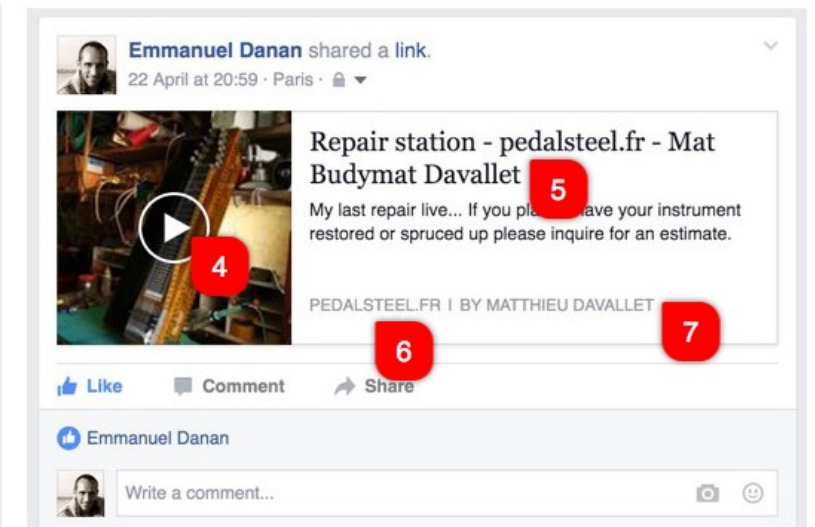 Emmanuel Danan shared a link.
22 April at 20:59 · Paris ·
Repair station - pedalsteel.fr - Mat
Budymat Davallet
5
My last repair live... If you have your instrument
restored or spruced up please inquire for an estimate.
4
PEDALSTEEL.FR | BY MATTHIEU DAVALLET
7
6
Like Comment Share
Emmanuel Danan
Write a comment...